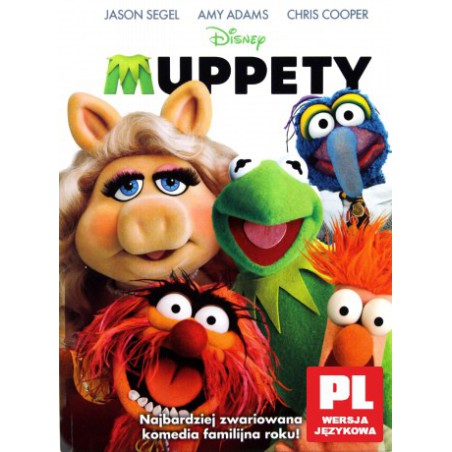 JASON SEGEL AMY ADAMS CHRIS COOPER
Disney
MUPPETY
Najbardziej zwariowana
komedia familijna roku!
PL
WERSJA
JĘZYKOWA